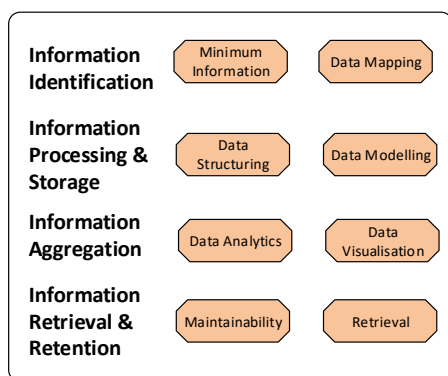 Information
Identification
Minimum
Information
Data Mapping
Information
Processing &
Storage
Data
Structuring
Data Modelling
Information
Aggregation
Data Analytics
Data
Visualisation
Information
Retrieval &
Retention
Maintainability
Retrieval